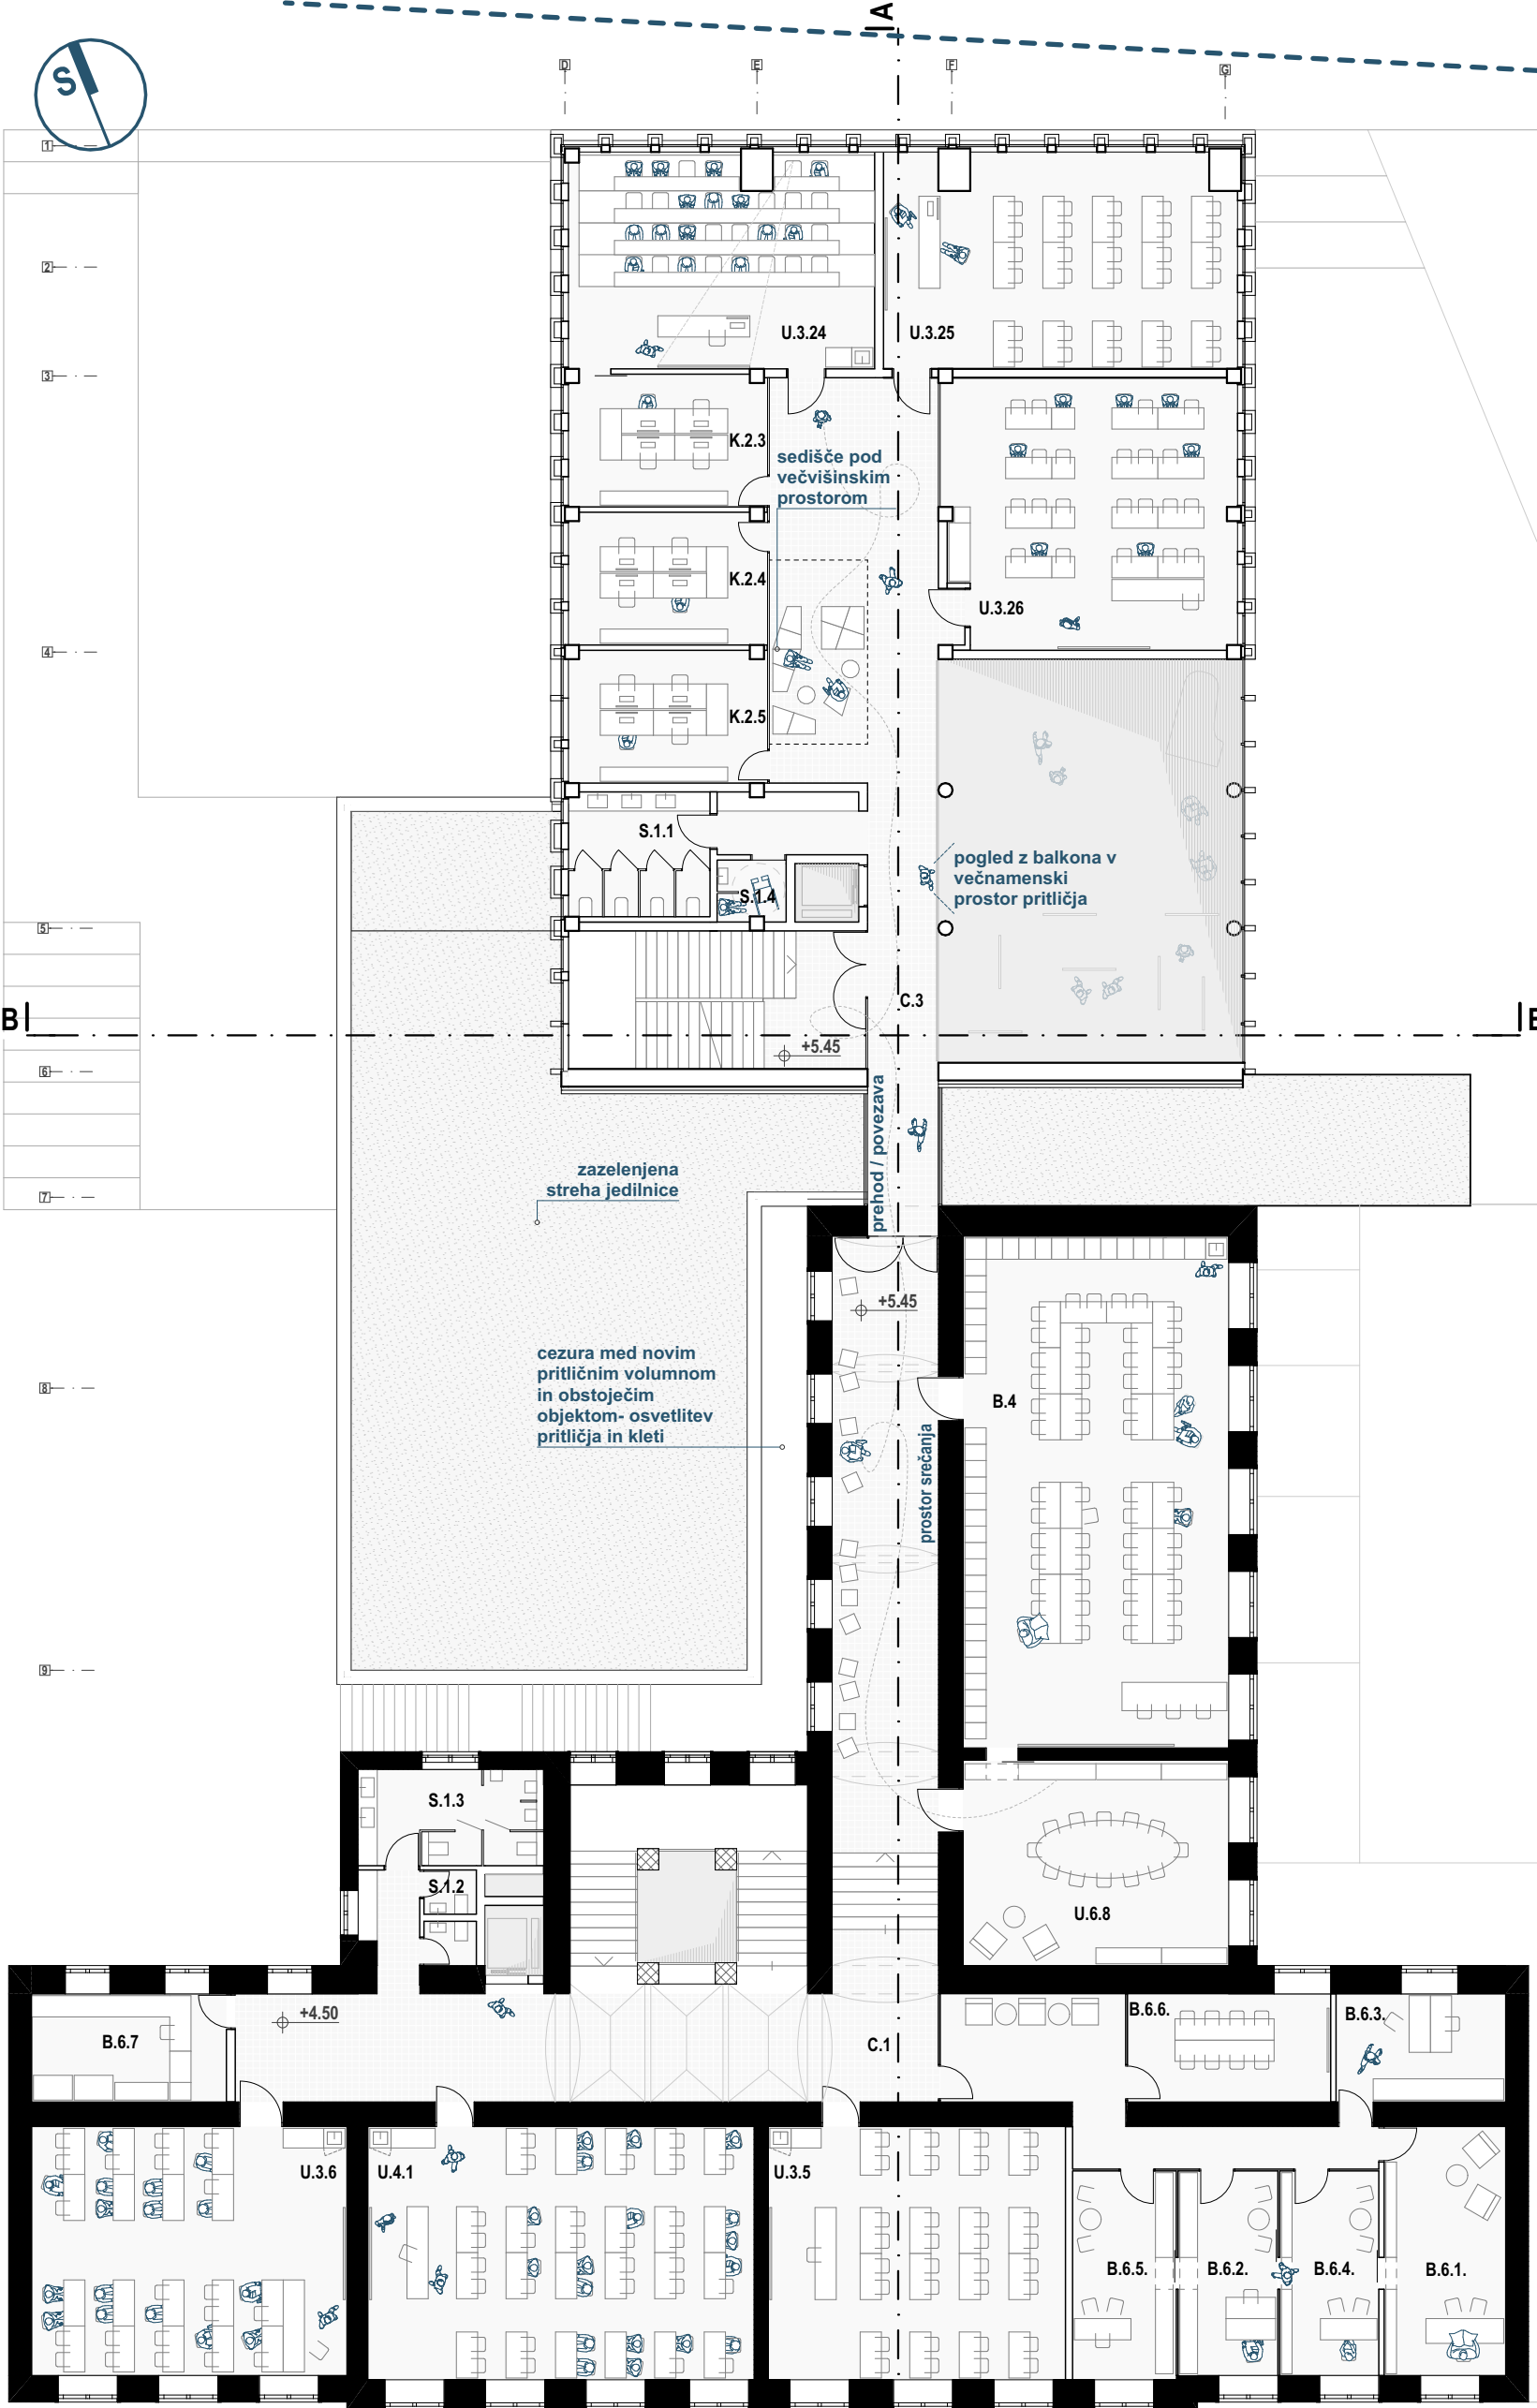 A
S
D
E
F
G
1
2
3
4
5
6
7
8
9
U.3.24
U.3.25
K.2.3
sedišče pod
večvišinskim
prostorom
K.2.4
U.3.26
K.2.5
S.1.1
S.1.4
pogled z balkona v
večnamenski
prostor pritličja
C.3
B
B
+5.45
prehod / povezava
zazelenjena
streha jedilnice
+5.45
cezura med novim
pritličnim volumnom
in obstoječim
objektom- osvetlitev
pritličja in kleti
B.4
prostor srečanja
S.1.3
S.1.2
U.6.8
+4.50
B.6.7
C.1
B.6.6.
B.6.3.
U.3.6
U.4.1
U.3.5
B.6.5.
B.6.2.
B.6.4.
B.6.1.